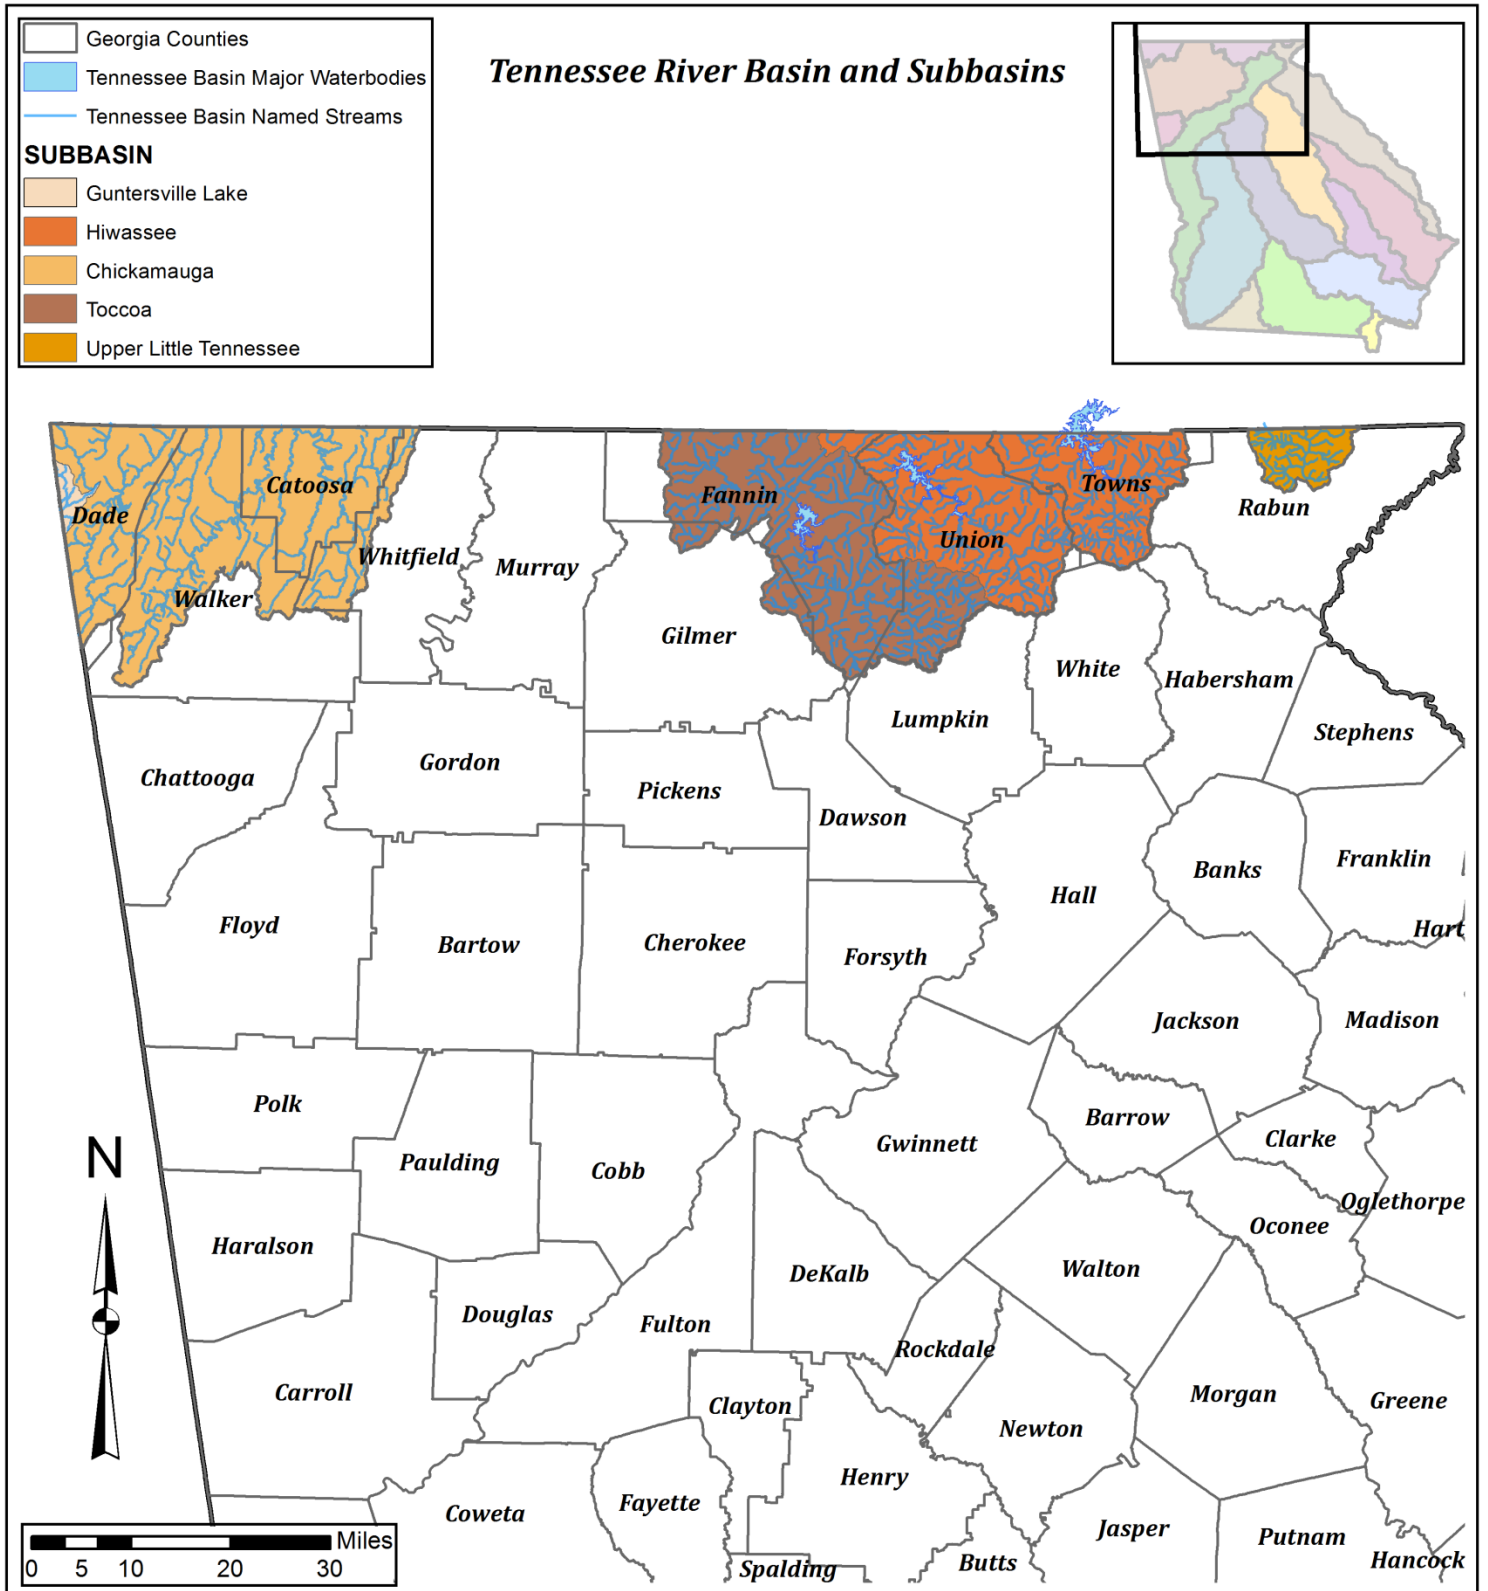 Georgia Counties
Tennessee Basin Major Waterbodies
Tennessee Basin Named Streams
SUBBASIN
Guntersville Lake
Hiwassee
Chickamauga
Toccoa
Upper Little Tennessee
Tennessee River Basin and Subbasins
Dade
Catoosa
Fannin
Towns
Rabun
Whitfield
Murray
Union
Walker
Gilmer
White
Habersham
Lumpkin
Stephens
Chattooga
Gordon
Pickens
Dawson
Banks
Franklin
Hall
Floyd
Bartow
Cherokee
Forsyth
Hart
Jackson
Madison
Polk
Paulding
Cobb
Gwinnett
Barrow
Clarke
Oglethorpe
Oconee
N
Haralson
Douglas
Fulton
DeKalb
Walton
Rockdale
Carroll
Clayton
Newton
Morgan
Greene
Henry
Coweta
Fayette
Spalding
Butts
Jasper
Putnam
Hancock
Miles
0 5 10 20 30